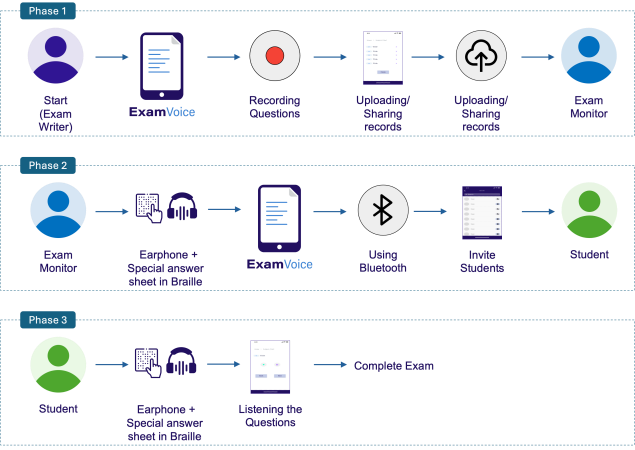 Phase 1
Start
(Exam
Writer)
ExamVoice
Recording
Questions
Uploading/
Sharing
records
Uploading/
Sharing
records
Exam
Monitor
Phase 2
Exam
Monitor
Earphone +
Special answer
sheet in Braille
ExamVoice
Using
Bluetooth
Invite
Students
Student
Phase 3
Student
Earphone +
Special answer
sheet in Braille
Listening the
Questions
Complete Exam